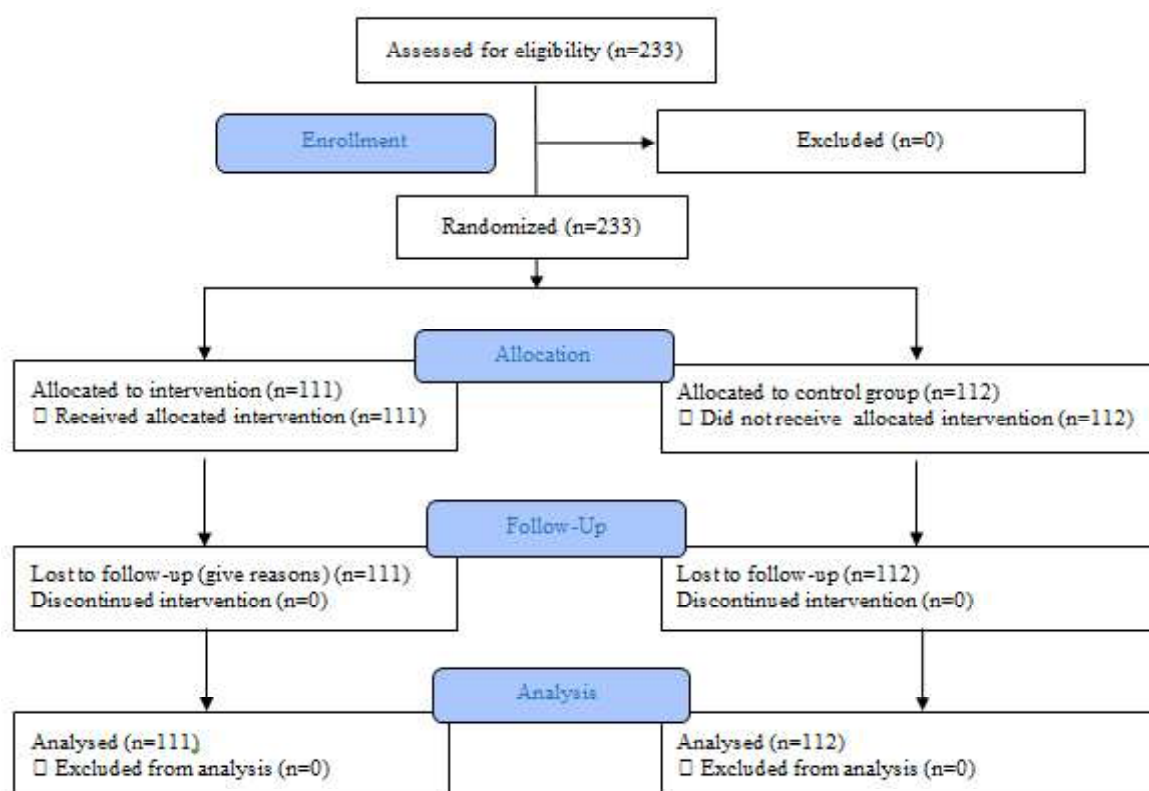 Assessed for eligibility (n=233)
Enrollment
Excluded (n=0)
Randomized (n=233)
Allocation
Allocated to intervention (n=111)
□ Received allocated intervention (n=111)
Allocated to control group (n=112)
□ Did not receive allocated intervention (n=112)
Follow-Up
Lost to follow-up (give reasons) (n=111)
Discontinued intervention (n=0)
Lost to follow-up (n=112)
Discontinued intervention (n=0)
Analysis
Analysed (n=111)
□ Excluded from analysis (n=0)
Analysed (n=112)
□ Excluded from analysis (n=0)